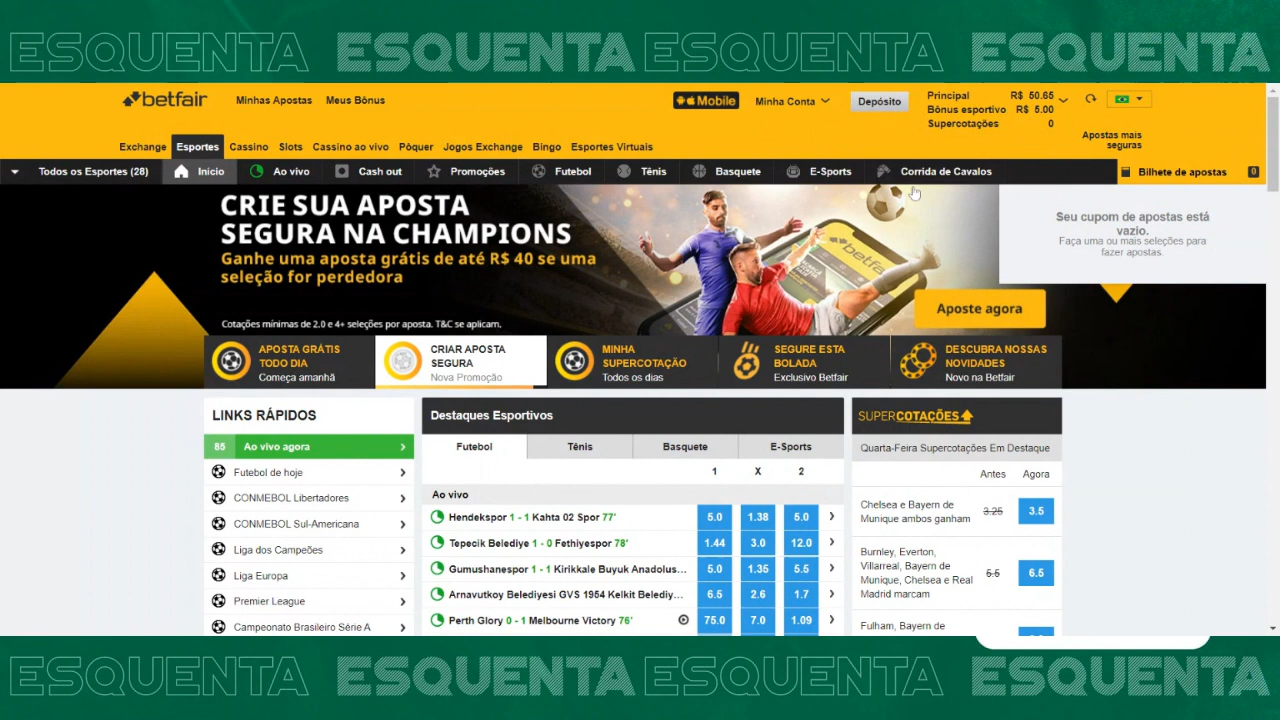 ESQUENTA ESQUENTA ESQUENTA ESQUENTA
betfair
Minhas Apostas Meus Bônus
Mobile
Minha Conta
Depósito
Principal R$ 50.65
Bônus esportivo R$ 5.00
Supercotações 0
Apostas mais
seguras
Exchange Esportes Cassino Slots Cassino ao vivo Pôquer Jogos Exchange Bingo Esportes Virtuais
Todos os Esportes (28) Início Ao vivo Cash out Promoções Futebol Tênis Basquete E-Sports Corrida de Cavalos
Bilhete de apostas 0
CRIE SUA APOSTA
SEGURA NA CHAMPIONS
Ganhe uma aposta grátis de até R$ 40 se uma
seleção for perdedora
Cotações mínimas de 2.0 e 4+ seleções por aposta. T&C se aplicam.
betfair
Aposte agora
Seu cupom de apostas está
vazio.
Faça uma ou mais seleções para
fazer apostas.
APOSTA GRÁTIS
TODO DIA
Começa amanhã
CRIAR APOSTA
SEGURA
Nova Promoção
MINHA
SUPERCOTAÇÃO
Todos os dias
SEGURE ESTA
BOLADA
Exclusivo Betfair
DESCUBRA NOSSAS
NOVIDADES
Novo na Betfair
LINKS RÁPIDOS
85 Ao vivo agora
Futebol de hoje
CONMEBOL Libertadores
CONMEBOL Sul-Americana
Liga dos Campeões
Liga Europa
Premier League
Campeonato Brasileiro Série A
Destaques Esportivos
Futebol Tênis Basquete E-Sports
1 X 2
Ao vivo
Hendekspor 1 - 1 Kahta 02 Spor 77' 5.0 1.38 5.0
Tepecik Belediye 1 - 0 Fethiyespor 78' 1.44 3.0 12.0
Gumushanespor 1 - 1 Kirikkale Buyuk Anadolus... 5.0 1.35 5.5
Arnavutkoy Belediyesi GVS 1954 Kelkit Belediy... 6.5 2.6 1.7
Perth Glory 0 - 1 Melbourne Victory 76' 75.0 7.0 1.09
SUPERCOTAÇÕES
Quarta-Feira Supercotações Em Destaque
Antes Agora
Chelsea e Bayern de
Munique ambos ganham
3.25 3.5
Burnley, Everton,
Villarreal, Bayern de
Munique, Chelsea e Real
Madrid marcam
5.5 6.5
Fulham, Bayern de
ESQUENTA ESQUENTA ESQUENTA ESQUENTA